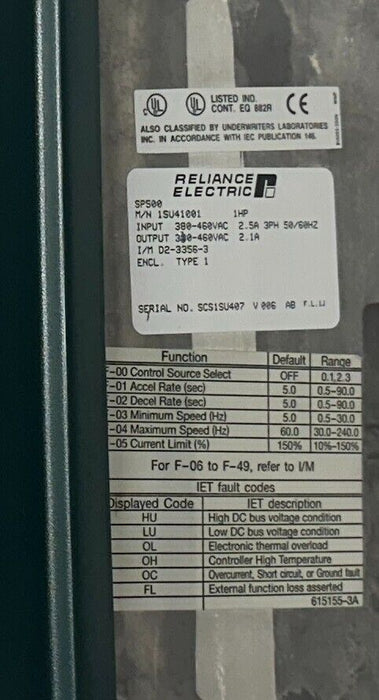 UL UL LISTED IND. CE
CONT. EQ 882A
ALSO CLASSIFIED BY UNDERWRITERS LABORATORIES
INC. IN ACCORDANCE WITH IEC PUBLICATION 146.
RELIANCE
ELECTRIC
SP500
M/N 1SU41001 1HP
INPUT 380-460VAC 2.5A 3PH 50/60HZ
OUTPUT 380-460VAC 2.1A
I/M D2-3356-3
ENCL. TYPE 1
SERIAL NO. SCS1SU407 V 006 AB F.L.U
Function Default Range
F-00 Control Source Select OFF 0.1.2.3
F-01 Accel Rate (sec) 5.0 0.5-90.0
-02 Decel Rate (sec) 5.0 0.5-90.0
-03 Minimum Speed (Hz) 5.0 0.5-30.0
-04 Maximum Speed (Hz) 60.0 30.0-240.0
-05 Current Limit (%) 150% 10%-150%
For F-06 to F-49, refer to I/M
IET fault codes
Displayed Code IET description
HU High DC bus voltage condition
LU Low DC bus voltage condition
OL Electronic thermal overload
OH Controller High Temperature
OC Overcurrent, Short circuit, or Ground fault
FL External function loss asserted
615155-3A